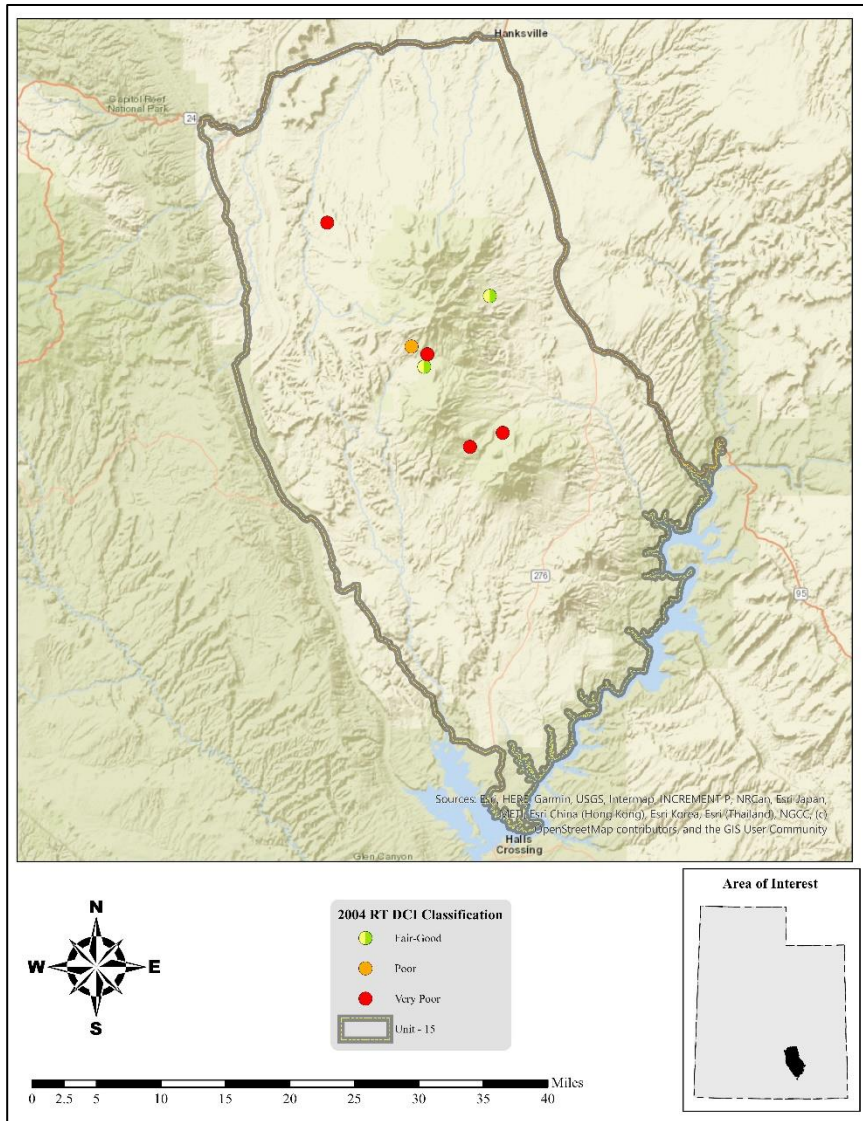 Hanksville
Capitol Reef
National Park
24
276
95
Sources: Esri, HERE, Garmin, USGS, Intermap, INCREMENT P, NRCan, Esri Japan,
METI, Esri China (Hong Kong), Esri Korea, Esri (Thailand), NGCC, (c)
OpenStreetMap contributors, and the GIS User Community
Halls
Crossing
Glen Canyon
Area of Interest
N
W E
S
2004 RT DCI Classification
Fair-Good
Poor
Very Poor
Unit - 15
Miles
0 2.5 5 10 15 20 25 30 35 40